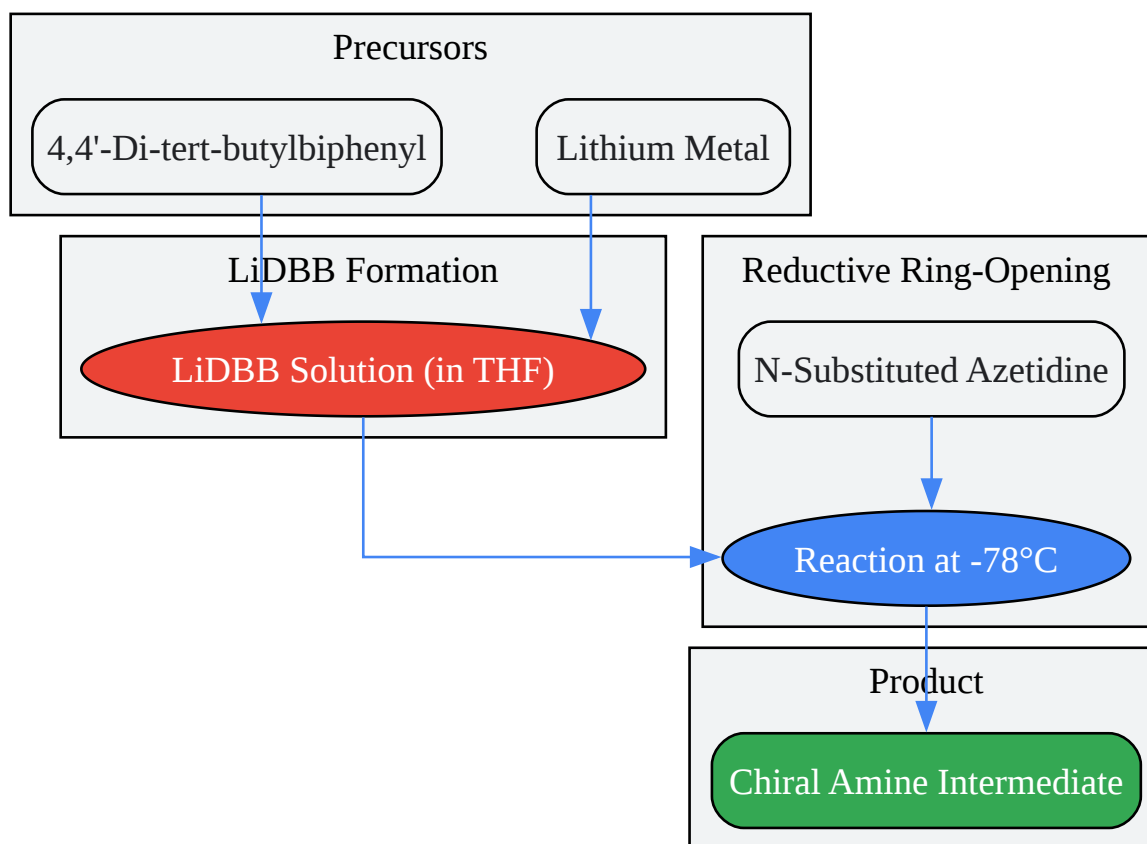 Precursors
4,4'-Di-tert-butylbiphenyl
Lithium Metal
LiDBB Formation
LiDBB Solution (in THF)
Reductive Ring-Opening
N-Substituted Azetidine
Reaction at -78°C
Product
Chiral Amine Intermediate